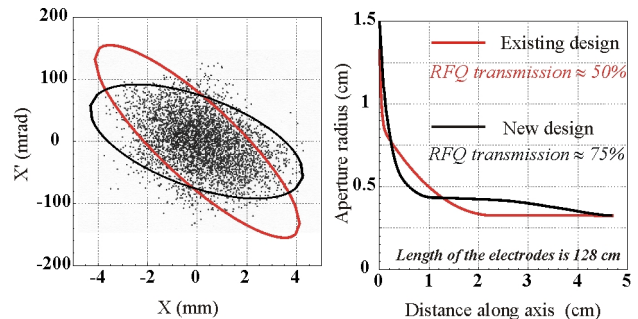 200
100
0
-100
-200
X' (mrad)
-4
-2
0
2
4
X (mm)
1.5
1
0.5
0
Aperture radius (cm)
Existing design
RFQ transmission ≈ 50%
New design
RFQ transmission ≈ 75%
Length of the electrodes is 128 cm
0
1
2
3
4
5
Distance along axis (cm)